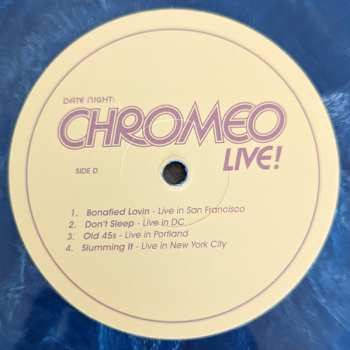 DATE NIGHT:
CHROMEO
LIVE!
SIDE D
1. Bonafied Lovin - Live in San Francisco
2. Don't Sleep - Live in DC
3. Old 45s - Live in Portland
4. Slumming It - Live in New York City